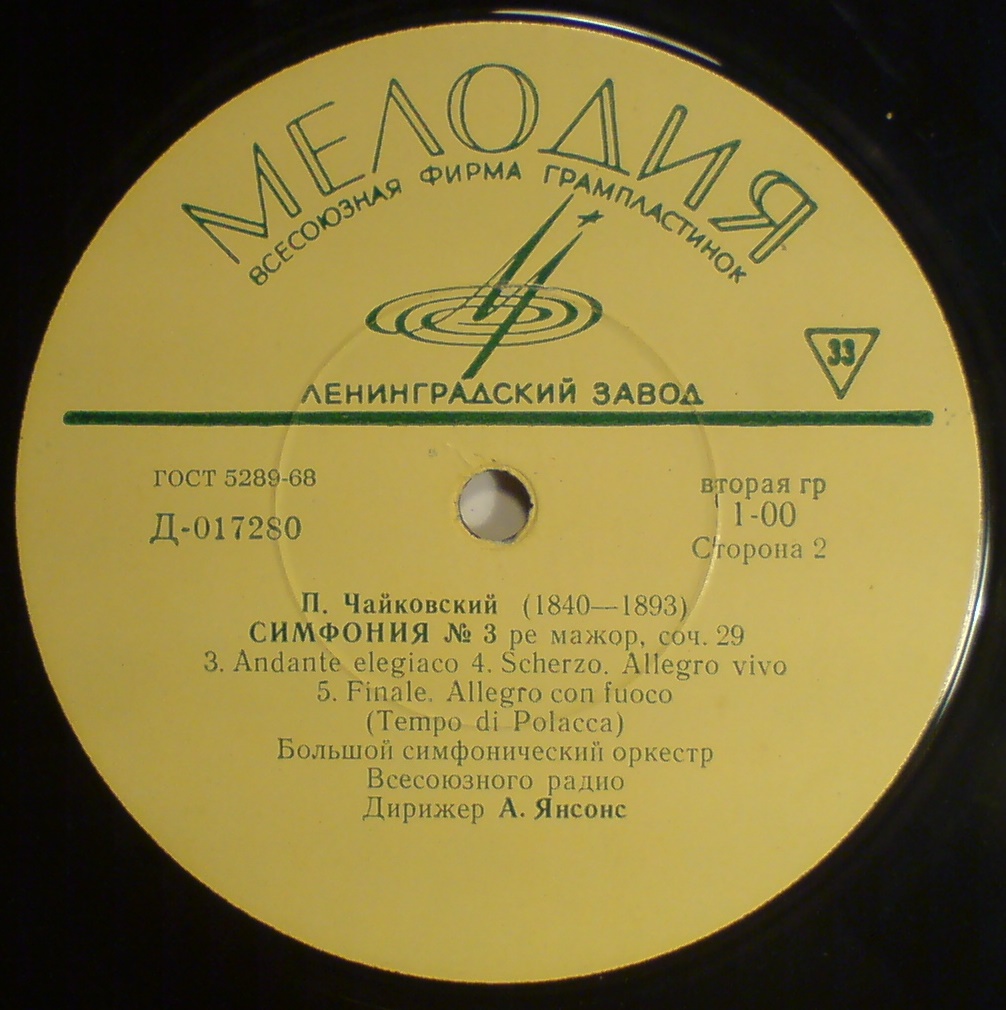 МЕЛОДИЯ
ВСЕСОЮЗНАЯ ФИРМА ГРАМПЛАСТИНОК
33
ЛЕНИНГРАДСКИЙ ЗАВОД
ГОСТ 5289-68
Д-017280
вторая гр
1-00
Сторона 2
П. Чайковский (1840—1893)
СИМФОНИЯ № 3 ре мажор, соч. 29
3. Andante elegiaco 4. Scherzo. Allegro vivo
5. Finale. Allegro con fuoco
(Tempo di Polacca)
Большой симфонический оркестр
Всесоюзного радио
Дирижер А. Янсонс